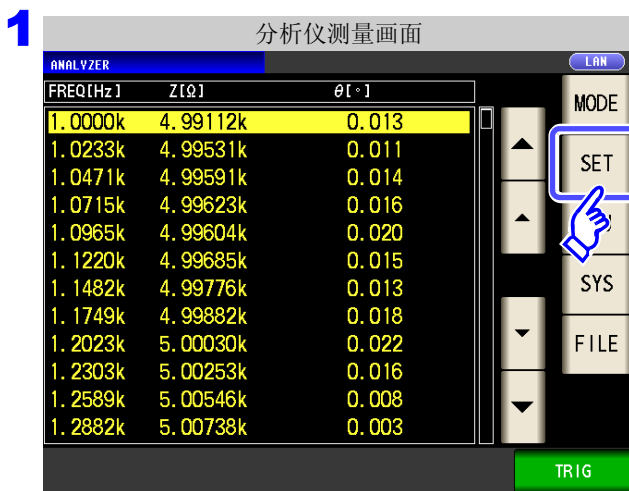 1
分析仪测量画面
ANALYZER
LAN
FREQ[Hz] Z[Ω] θ[°]
1.0000k 4.99112k 0.013
1.0233k 4.99531k 0.011
1.0471k 4.99591k 0.014
1.0715k 4.99623k 0.016
1.0965k 4.99604k 0.020
1.1220k 4.99685k 0.015
1.1482k 4.99776k 0.013
1.1749k 4.99882k 0.018
1.2023k 5.00030k 0.022
1.2303k 5.00253k 0.016
1.2589k 5.00546k 0.008
1.2882k 5.00738k 0.003
MODE
SET
SYS
FILE
TRIG